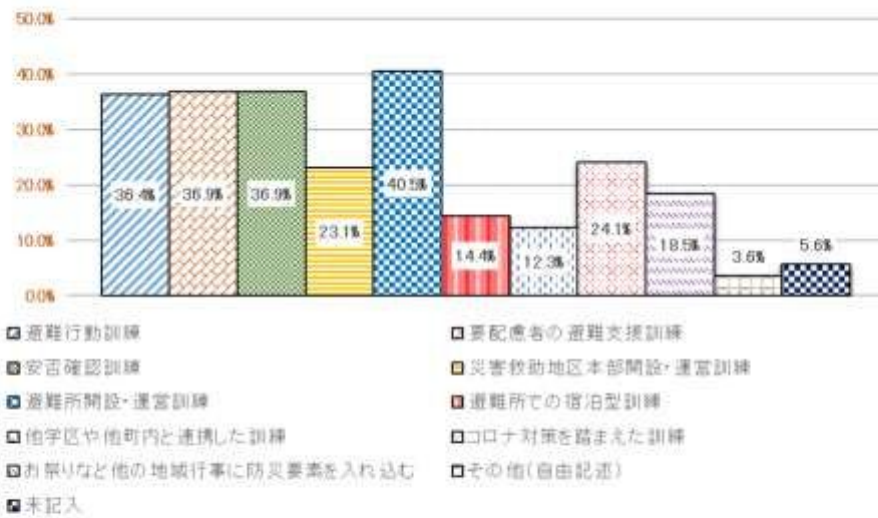 50.0%
40.0%
30.0%
20.0%
10.0%
0.0%
36.4%
36.9%
36.9%
23.1%
40.5%
14.4%
12.3%
24.1%
18.5%
3.6%
5.6%
避難行動訓練
要配慮者の避難支援訓練
安否確認訓練
災害救助地区本部開設・運営訓練
避難所開設・運営訓練
避難所での宿泊型訓練
他学区や他町内と連携した訓練
コロナ対策を踏まえた訓練
お祭りなど他の地域行事に防災要素を入れ込む
その他(自由記述)
未記入